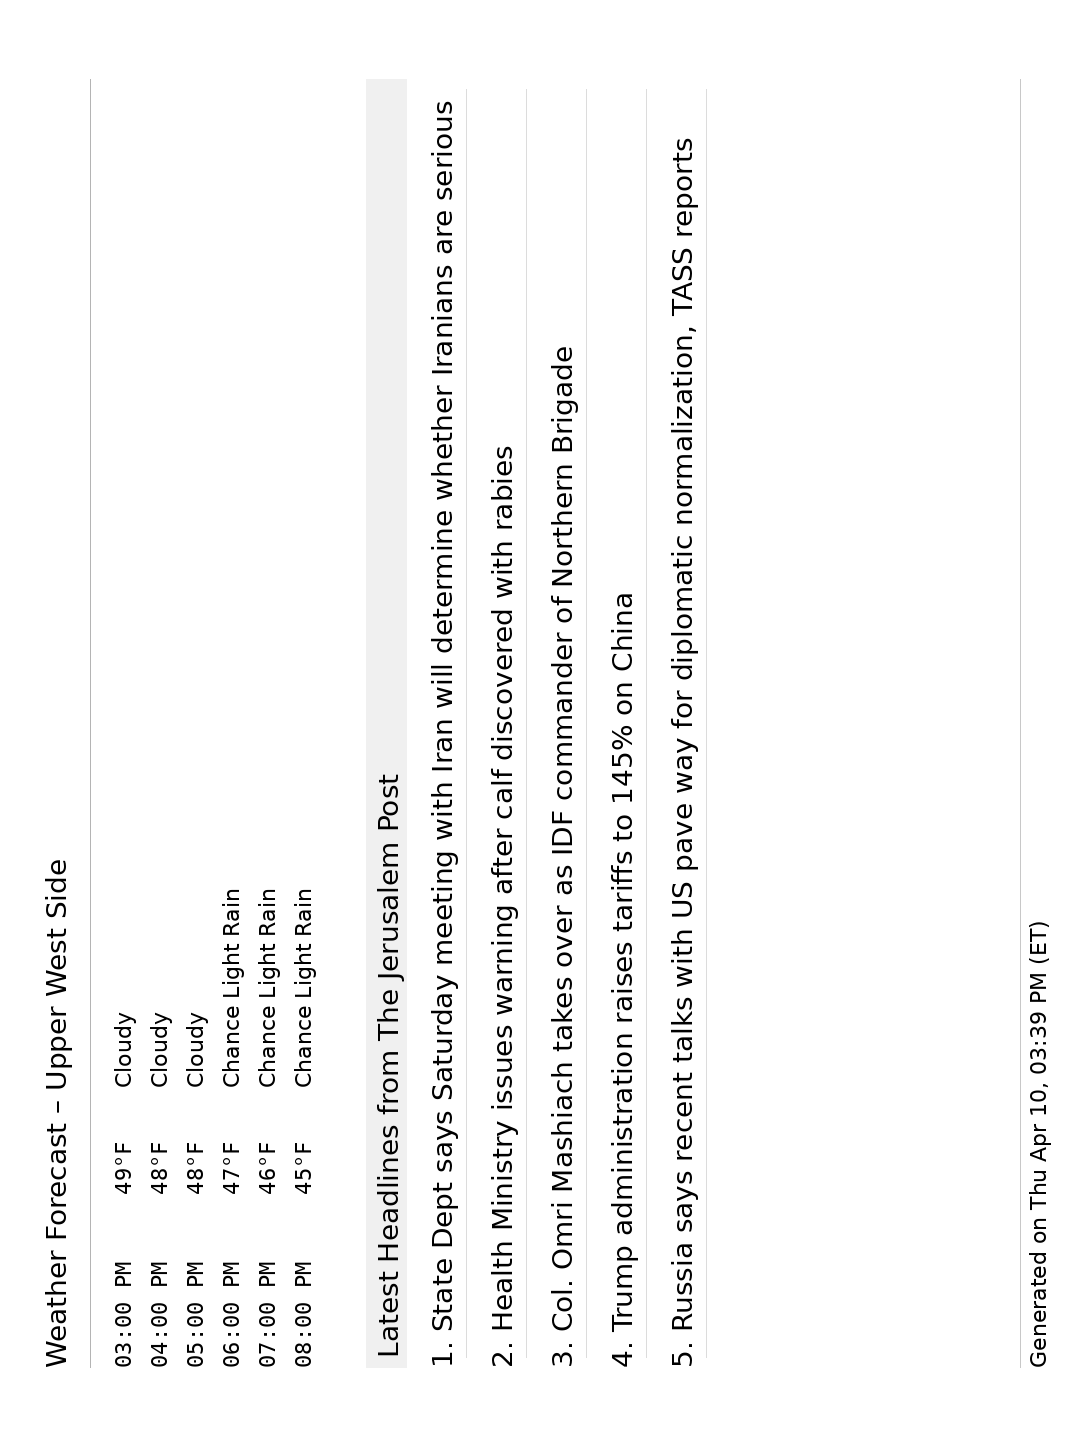 Weather Forecast – Upper West Side
03:00 PM 49°F Cloudy
04:00 PM 48°F Cloudy
05:00 PM 48°F Cloudy
06:00 PM 47°F Chance Light Rain
07:00 PM 46°F Chance Light Rain
08:00 PM 45°F Chance Light Rain
Latest Headlines from The Jerusalem Post
1. State Dept says Saturday meeting with Iran will determine whether Iranians are serious
2. Health Ministry issues warning after calf discovered with rabies
3. Col. Omri Mashiach takes over as IDF commander of Northern Brigade
4. Trump administration raises tariffs to 145% on China
5. Russia says recent talks with US pave way for diplomatic normalization, TASS reports
Generated on Thu Apr 10, 03:39 PM (ET)